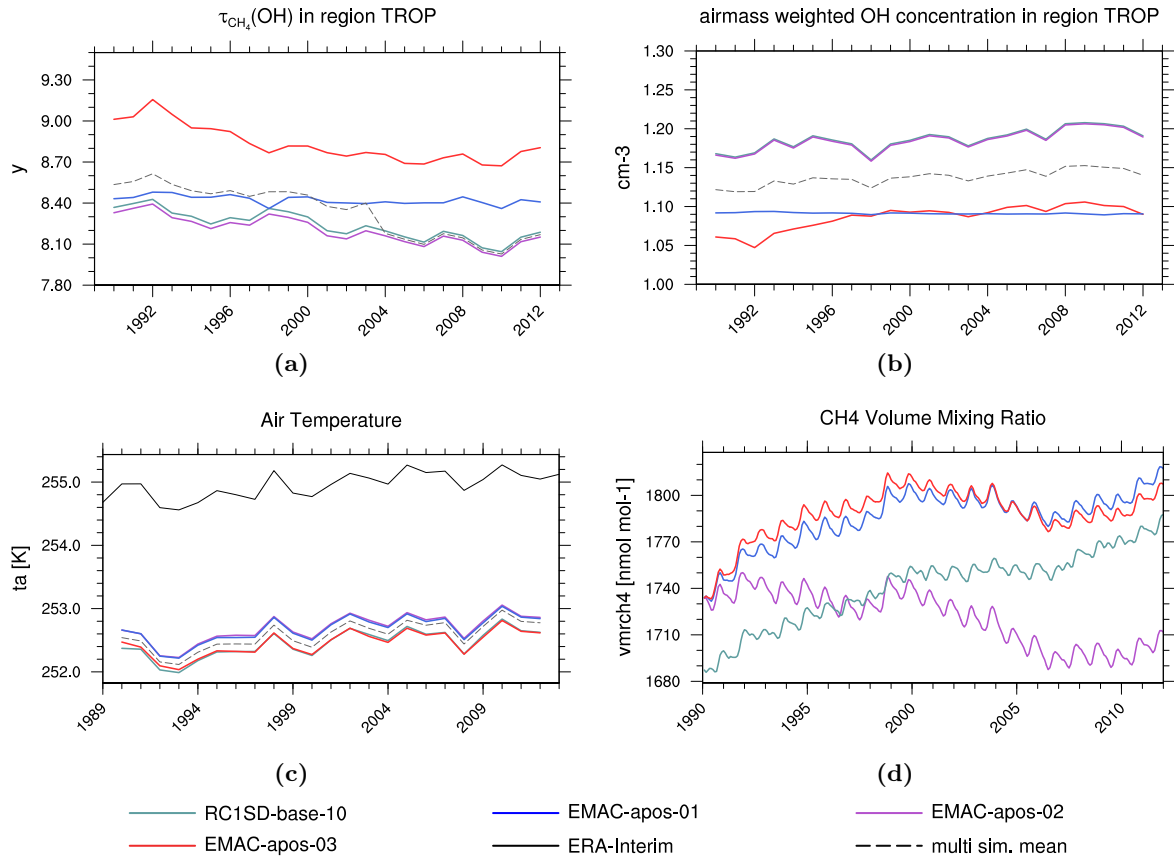 τCH₄(OH) in region TROP
9.30
9.00
8.70
8.40
8.10
7.80
y
1992
1996
2000
2004
2008
2012
(a)
airmass weighted OH concentration in region TROP
1.30
1.25
1.20
1.15
1.10
1.05
1.00
cm-3
1992
1996
2000
2004
2008
2012
(b)
Air Temperature
255.0
254.0
253.0
252.0
ta [K]
1989
1994
1999
2004
2009
(c)
CH4 Volume Mixing Ratio
1800
1770
1740
1710
1680
vmrch4 [nmol mol-1]
1990
1995
2000
2005
2010
(d)
RC1SD-base-10
EMAC-apos-01
EMAC-apos-02
EMAC-apos-03
ERA-Interim
multi sim. mean